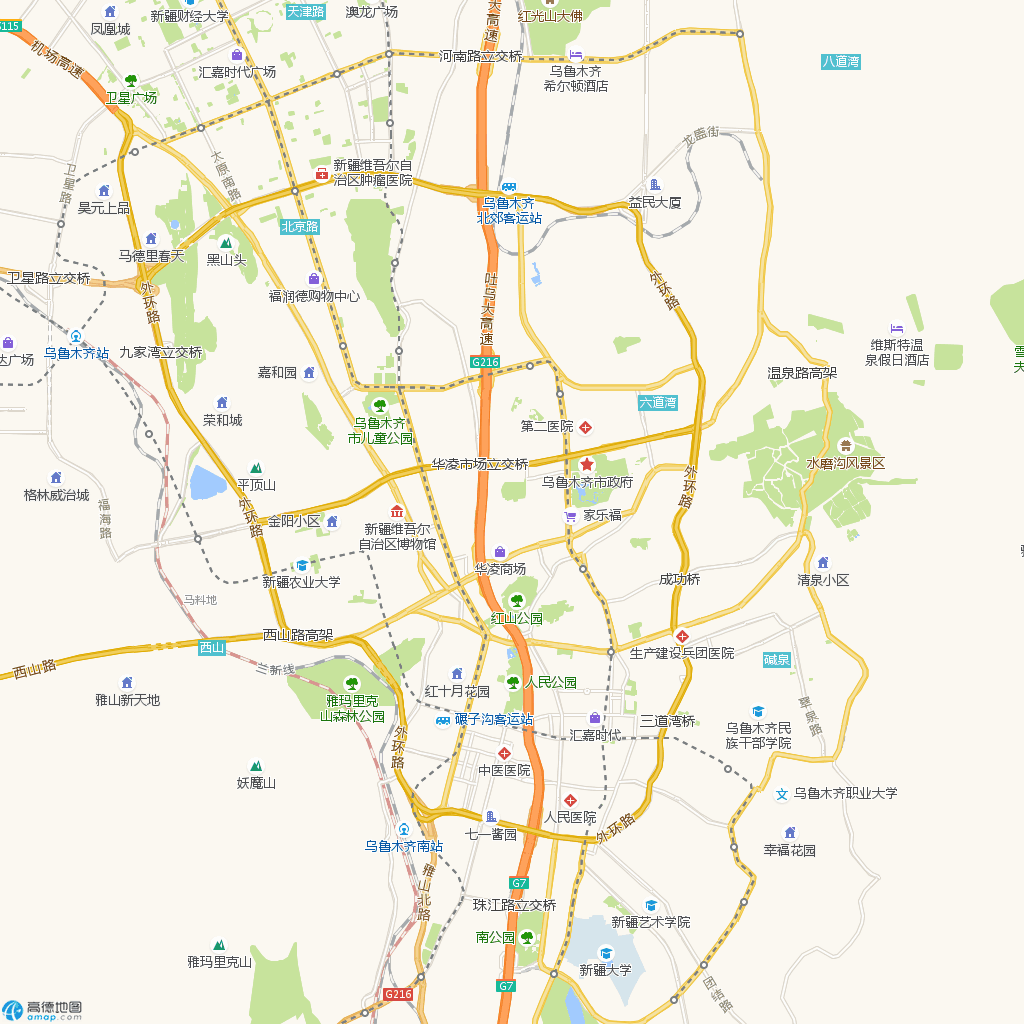 新疆财经大学
天津路
澳龙广场
红光山大佛
凤凰城
大高速
S115
机场高速
汇嘉时代广场
河南路立交桥
八道湾
乌鲁木齐
希尔顿酒店
卫星广场
龙盛街
卫星路
太原南路
新疆维吾尔自
治区肿瘤医院
昊元上品
乌鲁木齐
北郊客运站
益民大厦
北京路
马德里春天
黑山头
卫星路立交桥
外环路
福润德购物中心
吐乌大高速
外环路
乌鲁木齐站
达广场
九家湾立交桥
G216
维斯特温
泉假日酒店
雪
夫
嘉和园
温泉路高架
荣和城
乌鲁木齐
市儿童公园
六道湾
第二医院
华凌市场立交桥
水磨沟风景区
平顶山
乌鲁木齐市政府
外环路
格林威治城
福海路
外环路
金阳小区
新疆维吾尔
自治区博物馆
家乐福
雅
华凌商场
新疆农业大学
成功桥
清泉小区
马料地
红山公园
西山路高架
西山
西山路
兰新线
生产建设兵团医院
碱泉
雅山新天地
雅玛里克
山森林公园
红十月花园
人民公园
翠泉路
外环路
碾子沟客运站
汇嘉时代
三道湾桥
乌鲁木齐民
族干部学院
妖魔山
中医医院
乌鲁木齐职业大学
人民医院
乌鲁木齐南站
七一酱园
外环路
幸福花园
雅山北路
G7
珠江路立交桥
新疆艺术学院
南公园
雅玛里克山
新疆大学
G216
G7
团结路
高德地图
amap.com